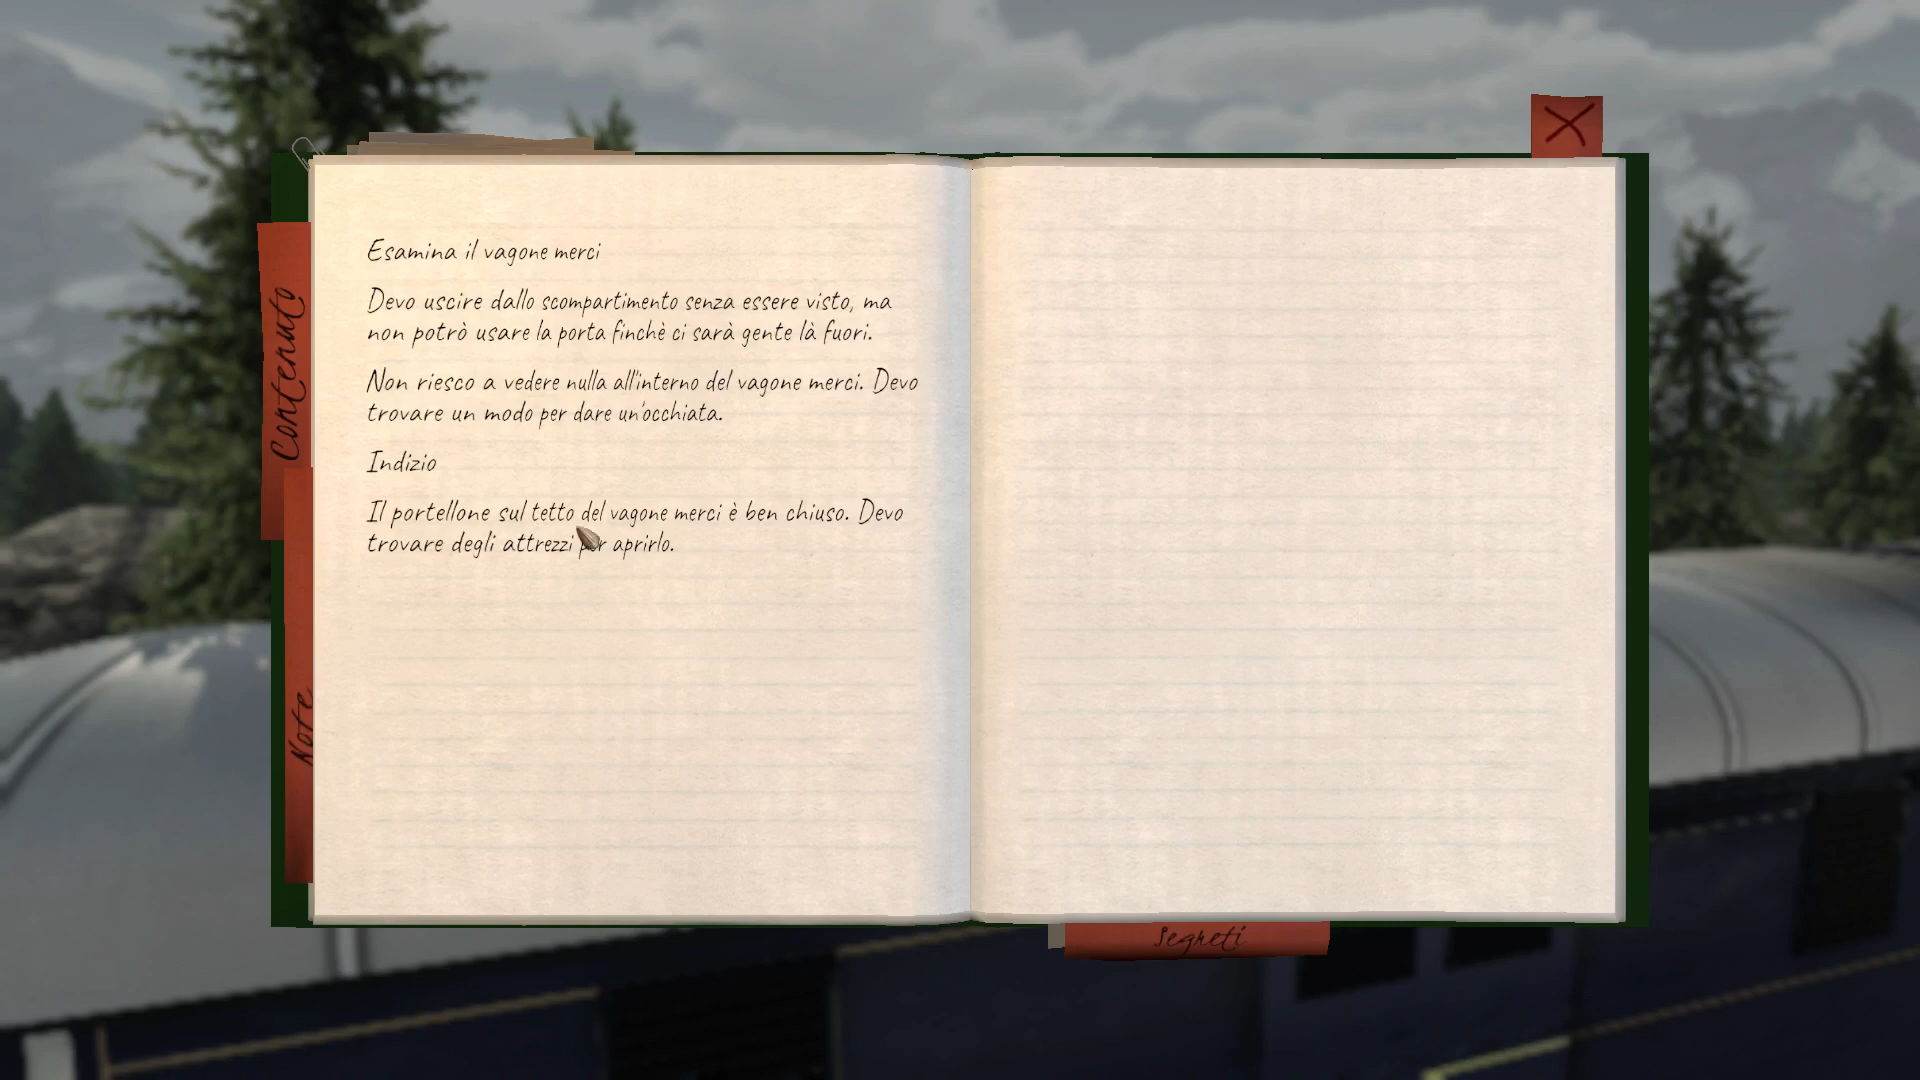 Esamina il vagone merci
Devo uscire dallo scompartimento senza essere visto, ma
non potrò usare la porta finchè ci sarà gente là fuori.
Non riesco a vedere nulla all'interno del vagone merci. Devo
trovare un modo per dare un'occhiata.
Indizio
Il portellone sul tetto del vagone merci è ben chiuso. Devo
trovare degli attrezzi per aprirlo.
Contenuto
Note
Segreti